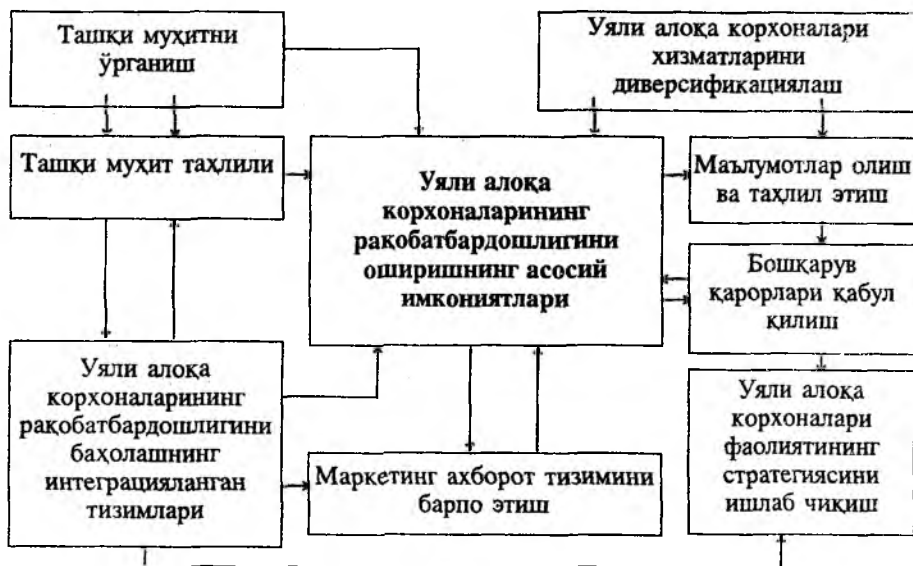 Ташқи муҳитни
ўрганиш
Уяли алоқа корхоналари
хизматларини
диверсификациялаш
Ташқи муҳит таҳлили
Уяли алоқа
корхоналарининг
рақобатбардошлигини
оширишнинг асосий
имкониятлари
Маълумотлар олиш
ва таҳлил этиш
Бошқарув
қарорлари қабул
қилиш
Уяли алоқа
корхоналарининг
рақобатбардошлигини
баҳолашнинг
интеграцияланган
тизимлари
Маркетинг ахборот тизимини
барпо этиш
Уяли алоқа
корхоналари
фаолиятининг
стратегиясини
ишлаб чиқиш